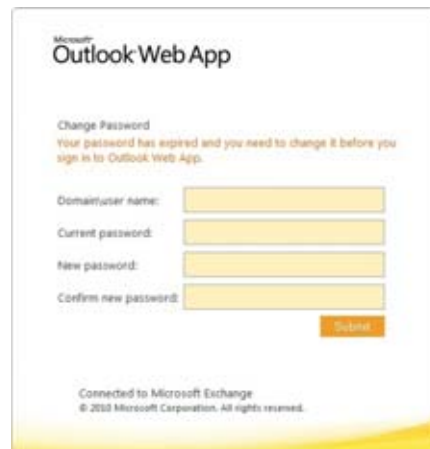 Microsoft®
Outlook Web App
Change Password
Your password has expired and you need to change it before you
sign in to Outlook Web App.
Domain\user name:
Current password:
New password:
Confirm new password:
Submit
Connected to Microsoft Exchange
© 2010 Microsoft Corporation. All rights reserved.